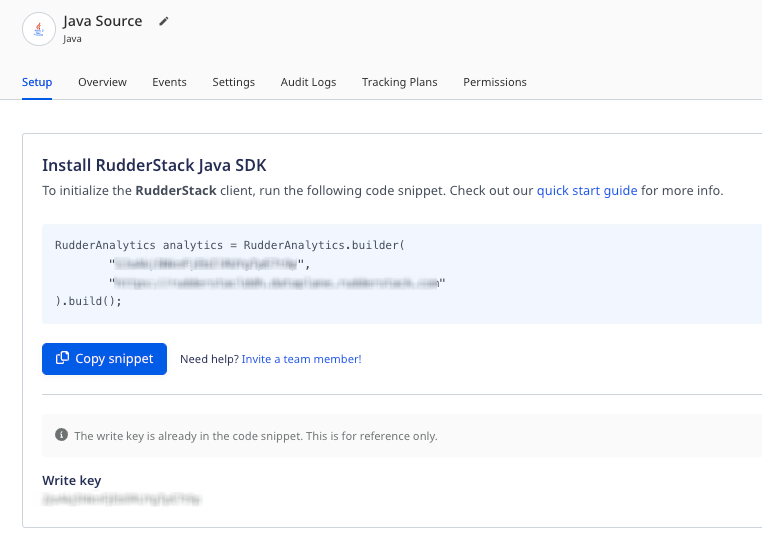 Java Source
Java
Setup Overview Events Settings Audit Logs Tracking Plans Permissions
Install RudderStack Java SDK
To initialize the RudderStack client, run the following code snippet. Check out our quick start guide for more info.
RudderAnalytics analytics = RudderAnalytics.builder(
"",
""
).build();
Copy snippet Need help? Invite a team member!
The write key is already in the code snippet. This is for reference only.
Write key